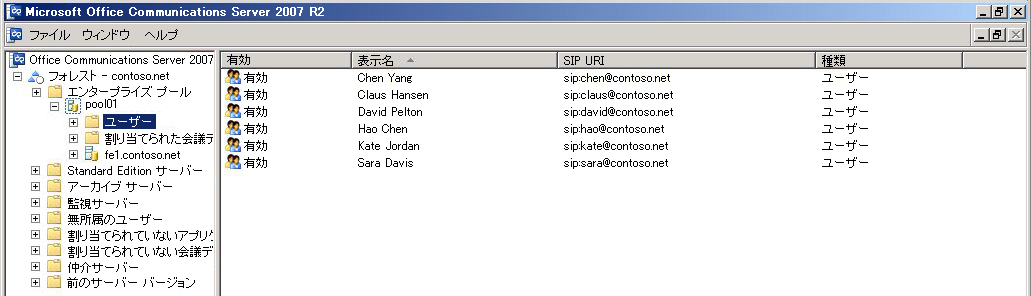 Microsoft Office Communications Server 2007 R2
ファイル ウィンドウ ヘルプ
Office Communications Server 2007
フォレスト - contoso.net
エンタープライズ プール
pool01
ユーザー
割り当てられた会議デ
fe1.contoso.net
Standard Edition サーバー
アーカイブ サーバー
監視サーバー
無所属のユーザー
割り当てられていないアプリケ
割り当てられていない会議デ
仲介サーバー
前のサーバー バージョン
有効 表示名 SIP URI 種類
有効 Chen Yang sip:chen@contoso.net ユーザー
有効 Claus Hansen sip:claus@contoso.net ユーザー
有効 David Pelton sip:david@contoso.net ユーザー
有効 Hao Chen sip:hao@contoso.net ユーザー
有効 Kate Jordan sip:kate@contoso.net ユーザー
有効 Sara Davis sip:sara@contoso.net ユーザー